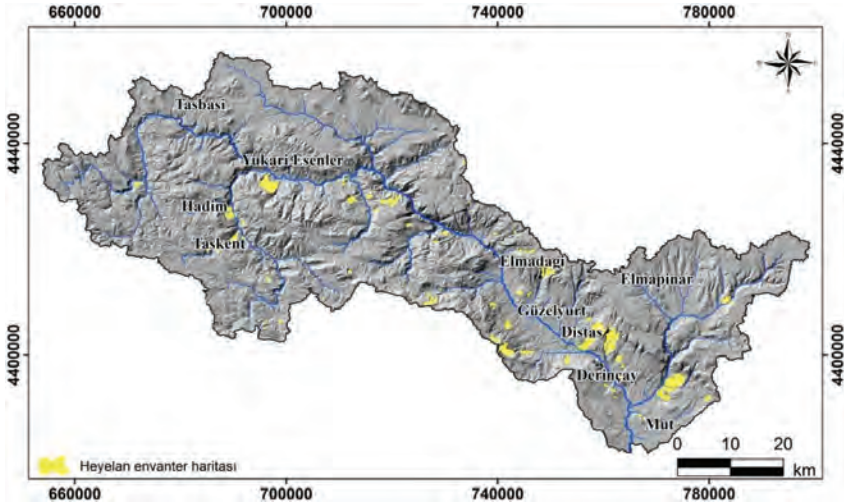 660000 700000 740000 780000
N
4440000 4440000
4400000 4400000
Tasbasi
Yukari Esenler
Hadim
Taskent
Elmadagi
Elmapinar
Güzelyurt
Distas
Derinçay
Mut
0 10 20
km
Heyelan envanter haritası
660000 700000 740000 780000